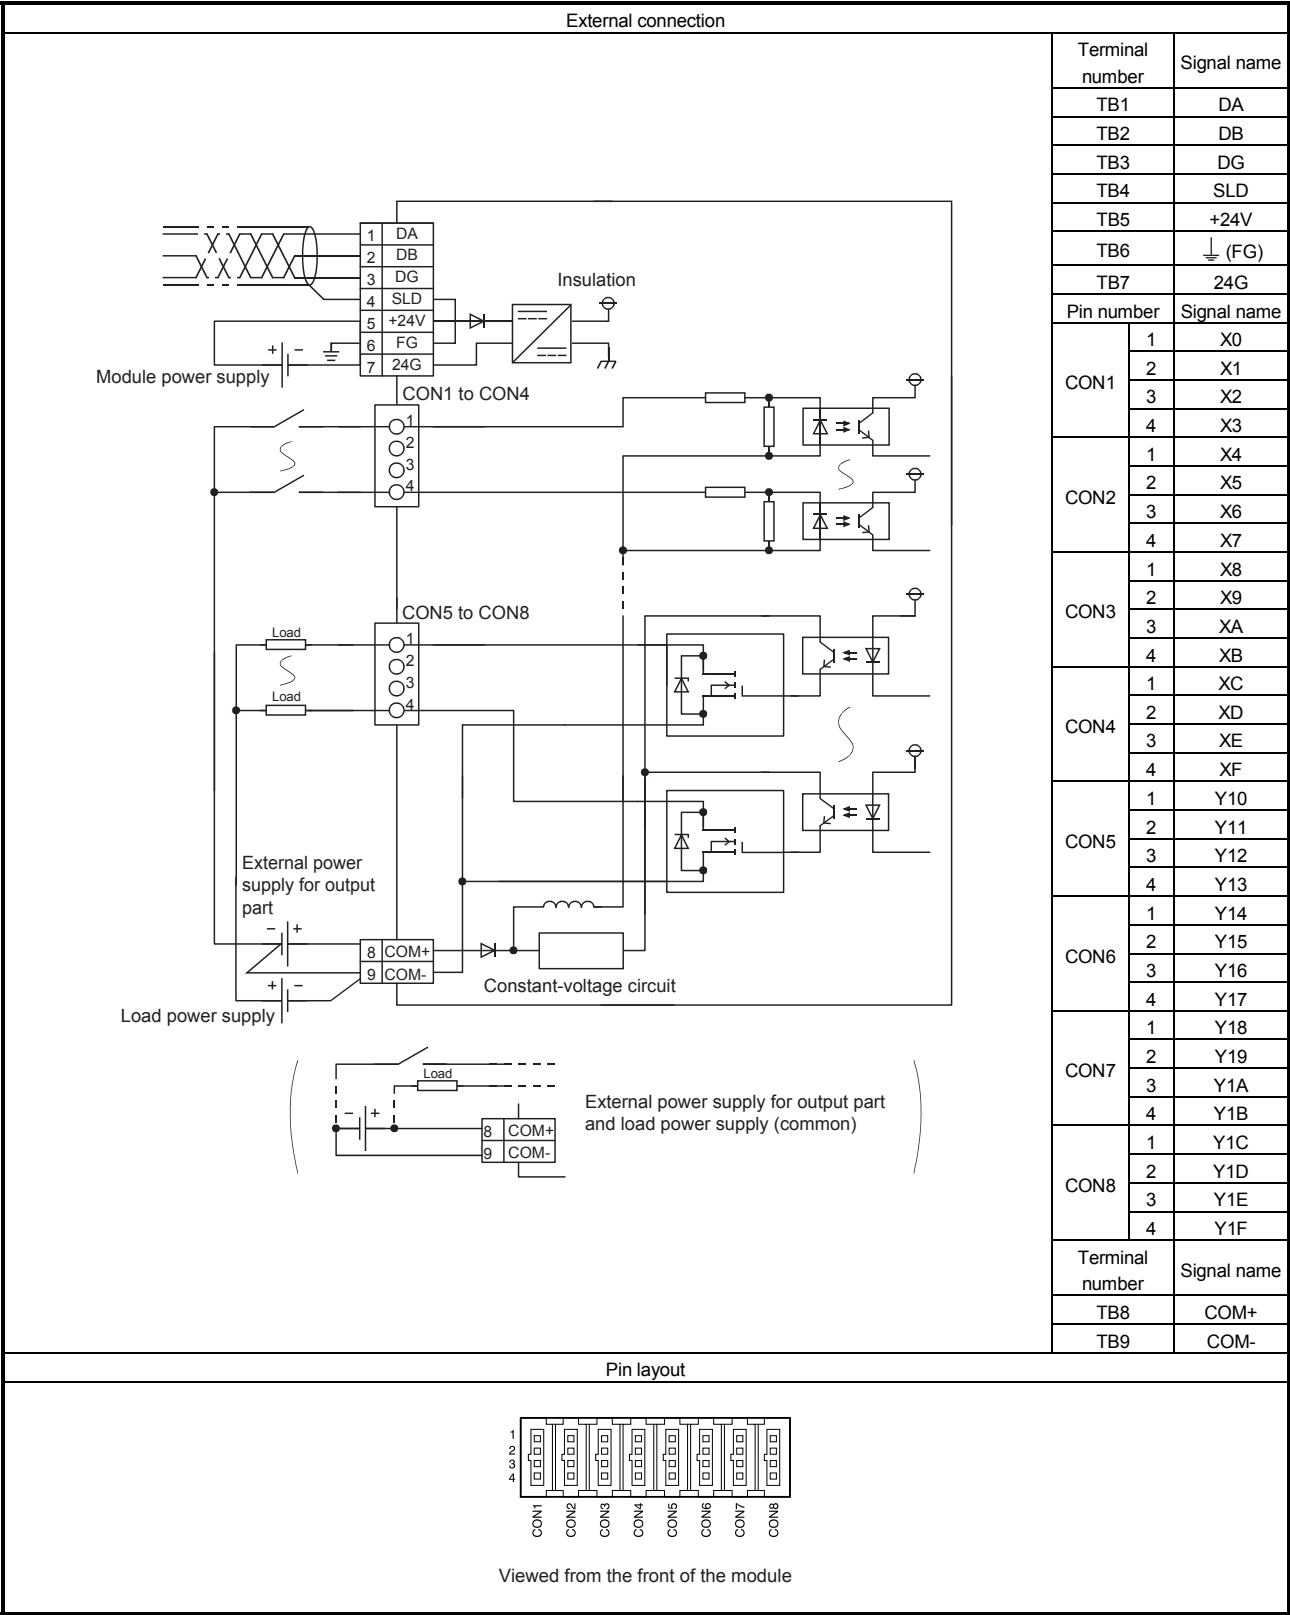 External connection
1 DA
2 DB
3 DG
4 SLD
5 +24V
6 FG
7 24G
Insulation
+ −
Module power supply
CON1 to CON4
1
2
3
4
CON5 to CON8
Load
Load
1
2
3
4
External power
supply for output
part
− +
8 COM+
9 COM-
+ −
Load power supply
Constant-voltage circuit
Load
− +
8 COM+
9 COM-
External power supply for output part
and load power supply (common)
Terminal
number Signal name
TB1 DA
TB2 DB
TB3 DG
TB4 SLD
TB5 +24V
TB6 (FG)
TB7 24G
Pin number Signal name
CON1
1 X0
2 X1
3 X2
4 X3
CON2
1 X4
2 X5
3 X6
4 X7
CON3
1 X8
2 X9
3 XA
4 XB
CON4
1 XC
2 XD
3 XE
4 XF
CON5
1 Y10
2 Y11
3 Y12
4 Y13
CON6
1 Y14
2 Y15
3 Y16
4 Y17
CON7
1 Y18
2 Y19
3 Y1A
4 Y1B
CON8
1 Y1C
2 Y1D
3 Y1E
4 Y1F
Terminal
number Signal name
TB8 COM+
TB9 COM-
Pin layout
1
2
3
4
CON1 CON2 CON3 CON4 CON5 CON6 CON7 CON8
Viewed from the front of the module